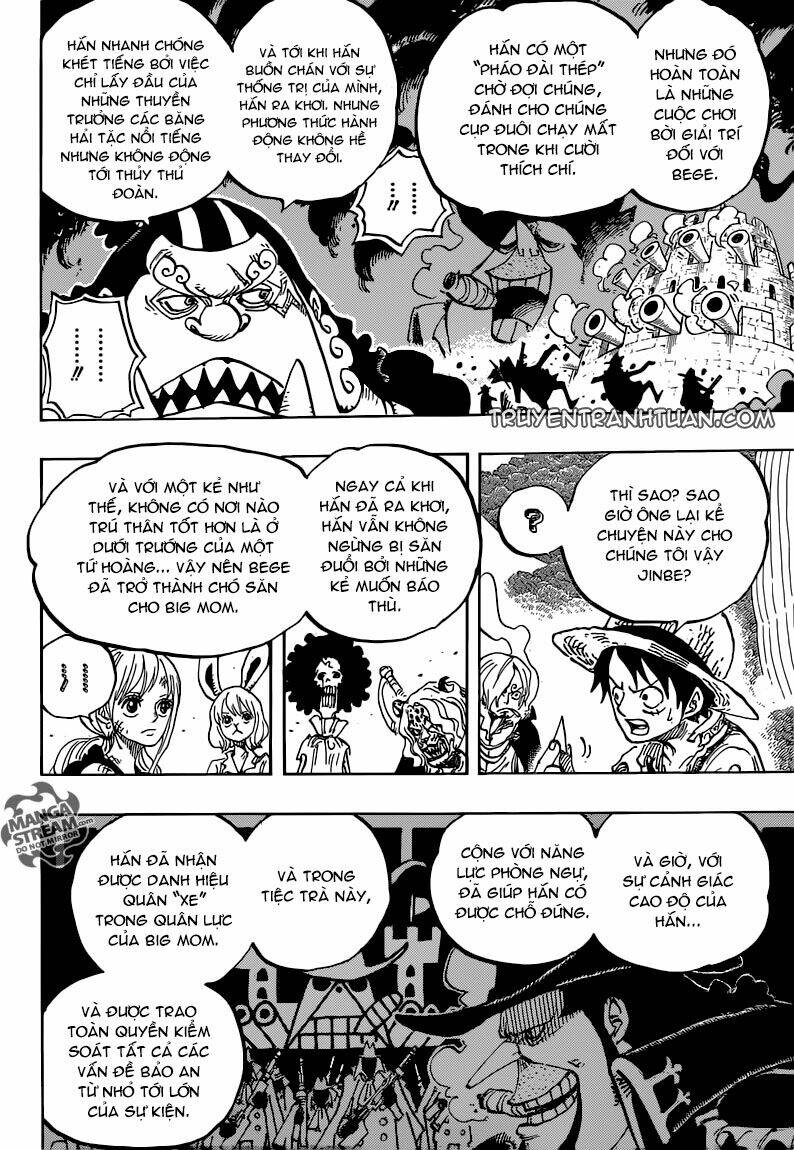 NHƯNG ĐÓ
HOÀN TOÀN
LÀ NHỮNG
CUỘC CHƠI
BỜI GIẢI TRÍ
ĐỐI VỚI
BEGE.
HẮN CÓ MỘT
"PHÁO ĐÀI THÉP"
CHỜ ĐỢI CHÚNG,
ĐÁNH CHO CHÚNG
CỤP ĐUÔI CHẠY MẤT
TRONG KHI CƯỜI
THÍCH CHÍ.
VÀ TỚI KHI HẮN
BUỒN CHÁN VỚI SỰ
THỐNG TRỊ CỦA MÌNH,
HẮN RA KHƠI. NHƯNG
PHƯƠNG THỨC HÀNH
ĐỘNG KHÔNG HỀ
THAY ĐỔI.
HẮN NHANH CHÓNG
KHÉT TIẾNG BỞI VIỆC
CHỈ LẤY ĐẦU CỦA
NHỮNG THUYỀN
TRƯỞNG CÁC BĂNG
HẢI TẶC NỔI TIẾNG
NHƯNG KHÔNG ĐỘNG
TỚI THỦY THỦ
ĐOÀN.
......!!
......!!
TRUYENTRANHTUAN.COM
THÌ SAO? SAO
GIỜ ÔNG LẠI KỂ
CHUYỆN NÀY CHO
CHÚNG TÔI VẬY
JINBE?
?
NGAY CẢ KHI
HẮN ĐÃ RA KHƠI,
HẮN VẪN KHÔNG
NGỪNG BỊ SĂN
ĐUỔI BỞI NHỮNG
KẺ MUỐN BÁO
THÙ.
VÀ VỚI MỘT KẺ NHƯ
THẾ, KHÔNG CÓ NƠI NÀO
TRÚ THÂN TỐT HƠN LÀ Ở
DƯỚI TRƯỚNG CỦA MỘT
TỨ HOÀNG... VẬY NÊN BEGE
ĐÃ TRỞ THÀNH CHÓ SĂN
CHO BIG MOM.
MANGA
STREAM.com
DO NOT MIRROR
VÀ GIỜ, VỚI
SỰ CẢNH GIÁC
CAO ĐỘ CỦA
HẮN...
CỘNG VỚI NĂNG
LỰC PHÒNG NGỰ,
ĐÃ GIÚP HẮN CÓ
ĐƯỢC CHỖ ĐỨNG.
VÀ TRONG
TIỆC TRÀ NÀY,
HẮN ĐÃ NHẬN
ĐƯỢC DANH HIỆU
QUÂN "XE"
TRONG QUÂN LỰC
CỦA BIG MOM.
VÀ ĐƯỢC TRAO
TOÀN QUYỀN KIỂM
SOÁT TẤT CẢ CÁC
VẤN ĐỀ BẢO AN
TỪ NHỎ TỚI LỚN
CỦA SỰ KIỆN.